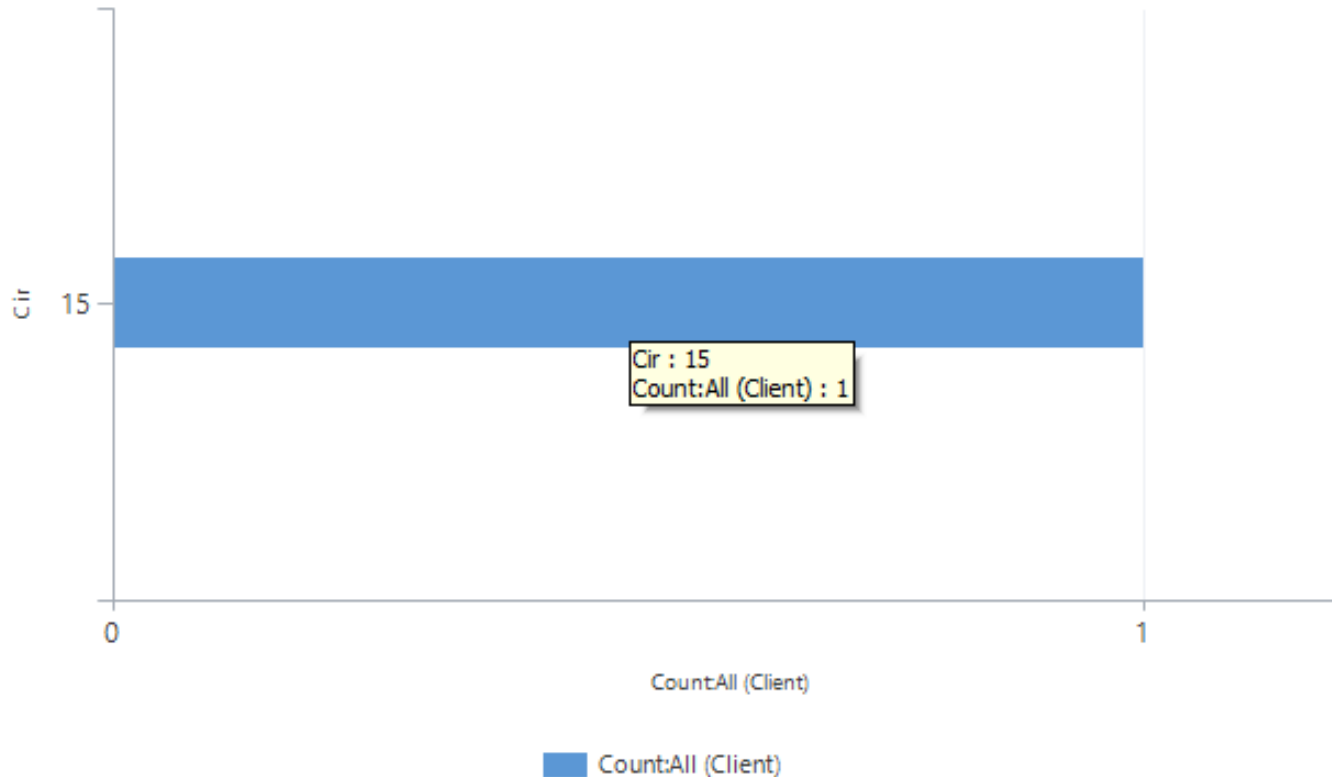 Cir
15
Cir : 15
Count:All (Client) : 1
0
1
Count:All (Client)
Count:All (Client)